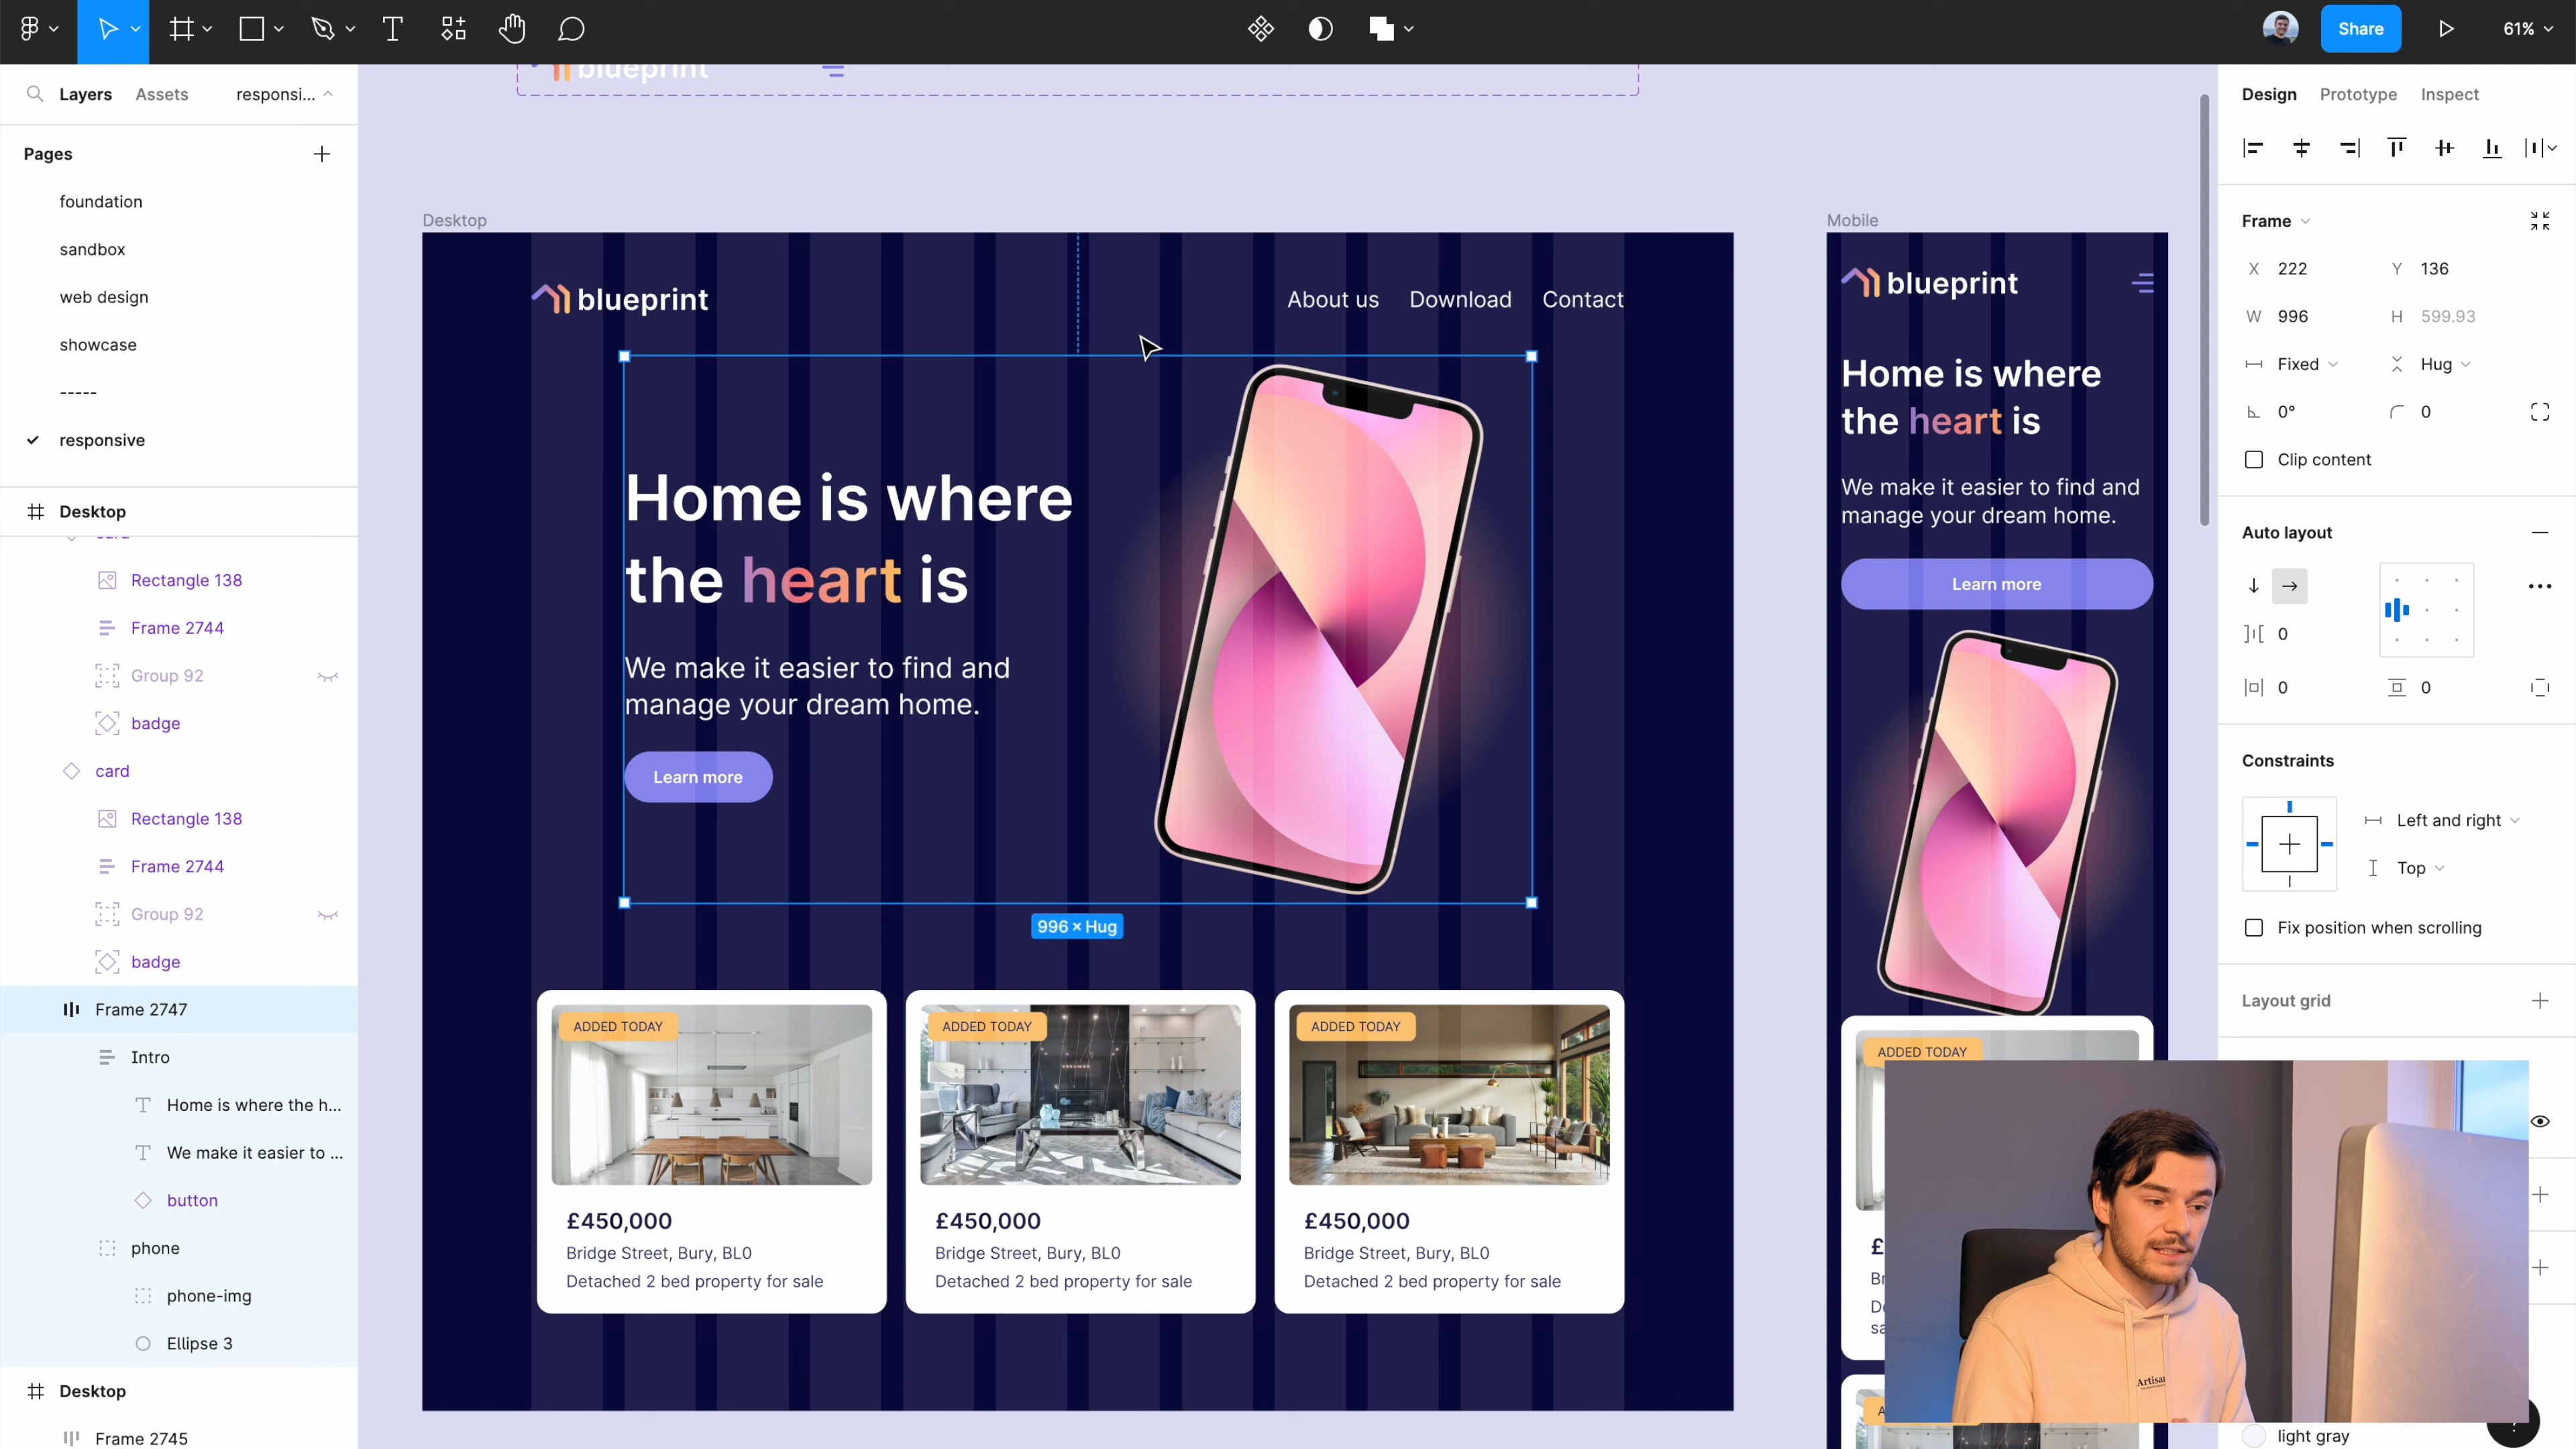 Share
61%
Layers
Assets
responsi...
Pages
foundation
sandbox
web design
showcase
-----
responsive
Desktop
card
Rectangle 138
Frame 2744
Group 92
badge
card
Rectangle 138
Frame 2744
Group 92
badge
Frame 2747
Intro
Home is where the h...
We make it easier to ...
button
phone
phone-img
Ellipse 3
Desktop
Frame 2745
blueprint
Desktop
blueprint
About us
Download
Contact
Home is where
the heart is
We make it easier to find and
manage your dream home.
Learn more
996 × Hug
ADDED TODAY
£450,000
Bridge Street, Bury, BL0
Detached 2 bed property for sale
ADDED TODAY
£450,000
Bridge Street, Bury, BL0
Detached 2 bed property for sale
ADDED TODAY
£450,000
Bridge Street, Bury, BL0
Detached 2 bed property for sale
Mobile
blueprint
Home is where
the heart is
We make it easier to find and
manage your dream home.
Learn more
ADDED TODAY
£
Design
Prototype
Inspect
Frame
X 222
Y 136
W 996
H 599.93
Fixed
Hug
0°
0
Clip content
Auto layout
0
0
0
Constraints
Left and right
Top
Fix position when scrolling
Layout grid
light gray